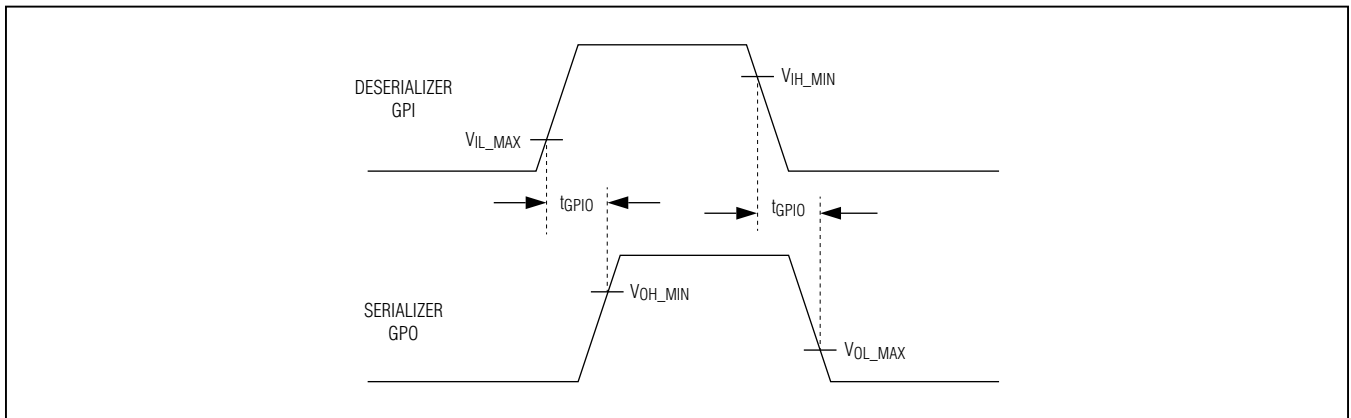 DESERIALIZER
GPI
VIH_MIN
VIL_MAX
tGPIO
tGPIO
SERIALIZER
GPO
VOH_MIN
VOL_MAX